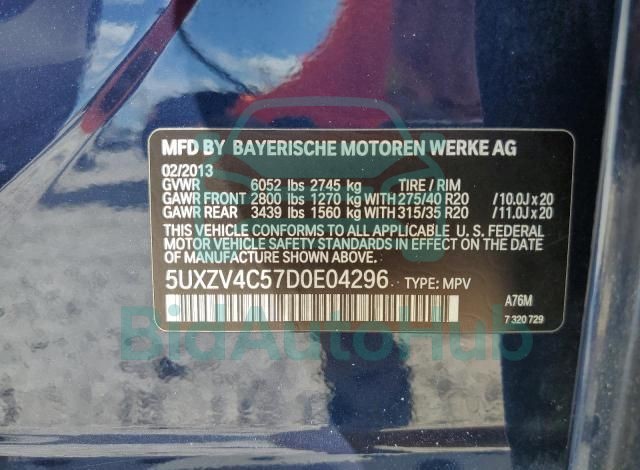 MFD BY BAYERISCHE MOTOREN WERKE AG
02/2013
GVWR 6052 lbs 2745 kg TIRE / RIM
GAWR FRONT 2800 lbs 1270 kg WITH 275/40 R20 /10.0J x 20
GAWR REAR 3439 lbs 1560 kg WITH 315/35 R20 /11.0J x 20
THIS VEHICLE CONFORMS TO ALL APPLICABLE U.S. FEDERAL
MOTOR VEHICLE SAFETY STANDARDS IN EFFECT ON THE DATE OF
MANUFACTURE SHOWN ABOVE.
5UXZV4C57D0E04296 TYPE: MPV
A76M
7 320 729
BidAutoHub